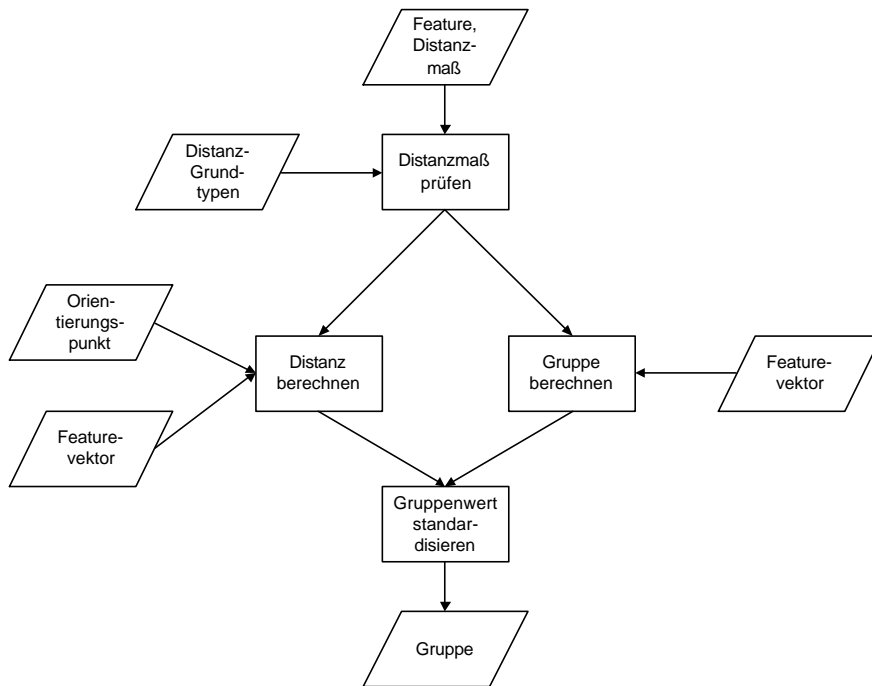 Feature,
Distanz-
maß
Distanz-
Grund-
typen
Distanzmaß
prüfen
Orien-
tierungs-
punkt
Distanz
berechnen
Gruppe
berechnen
Feature-
vektor
Feature-
vektor
Gruppenwert
standar-
disieren
Gruppe